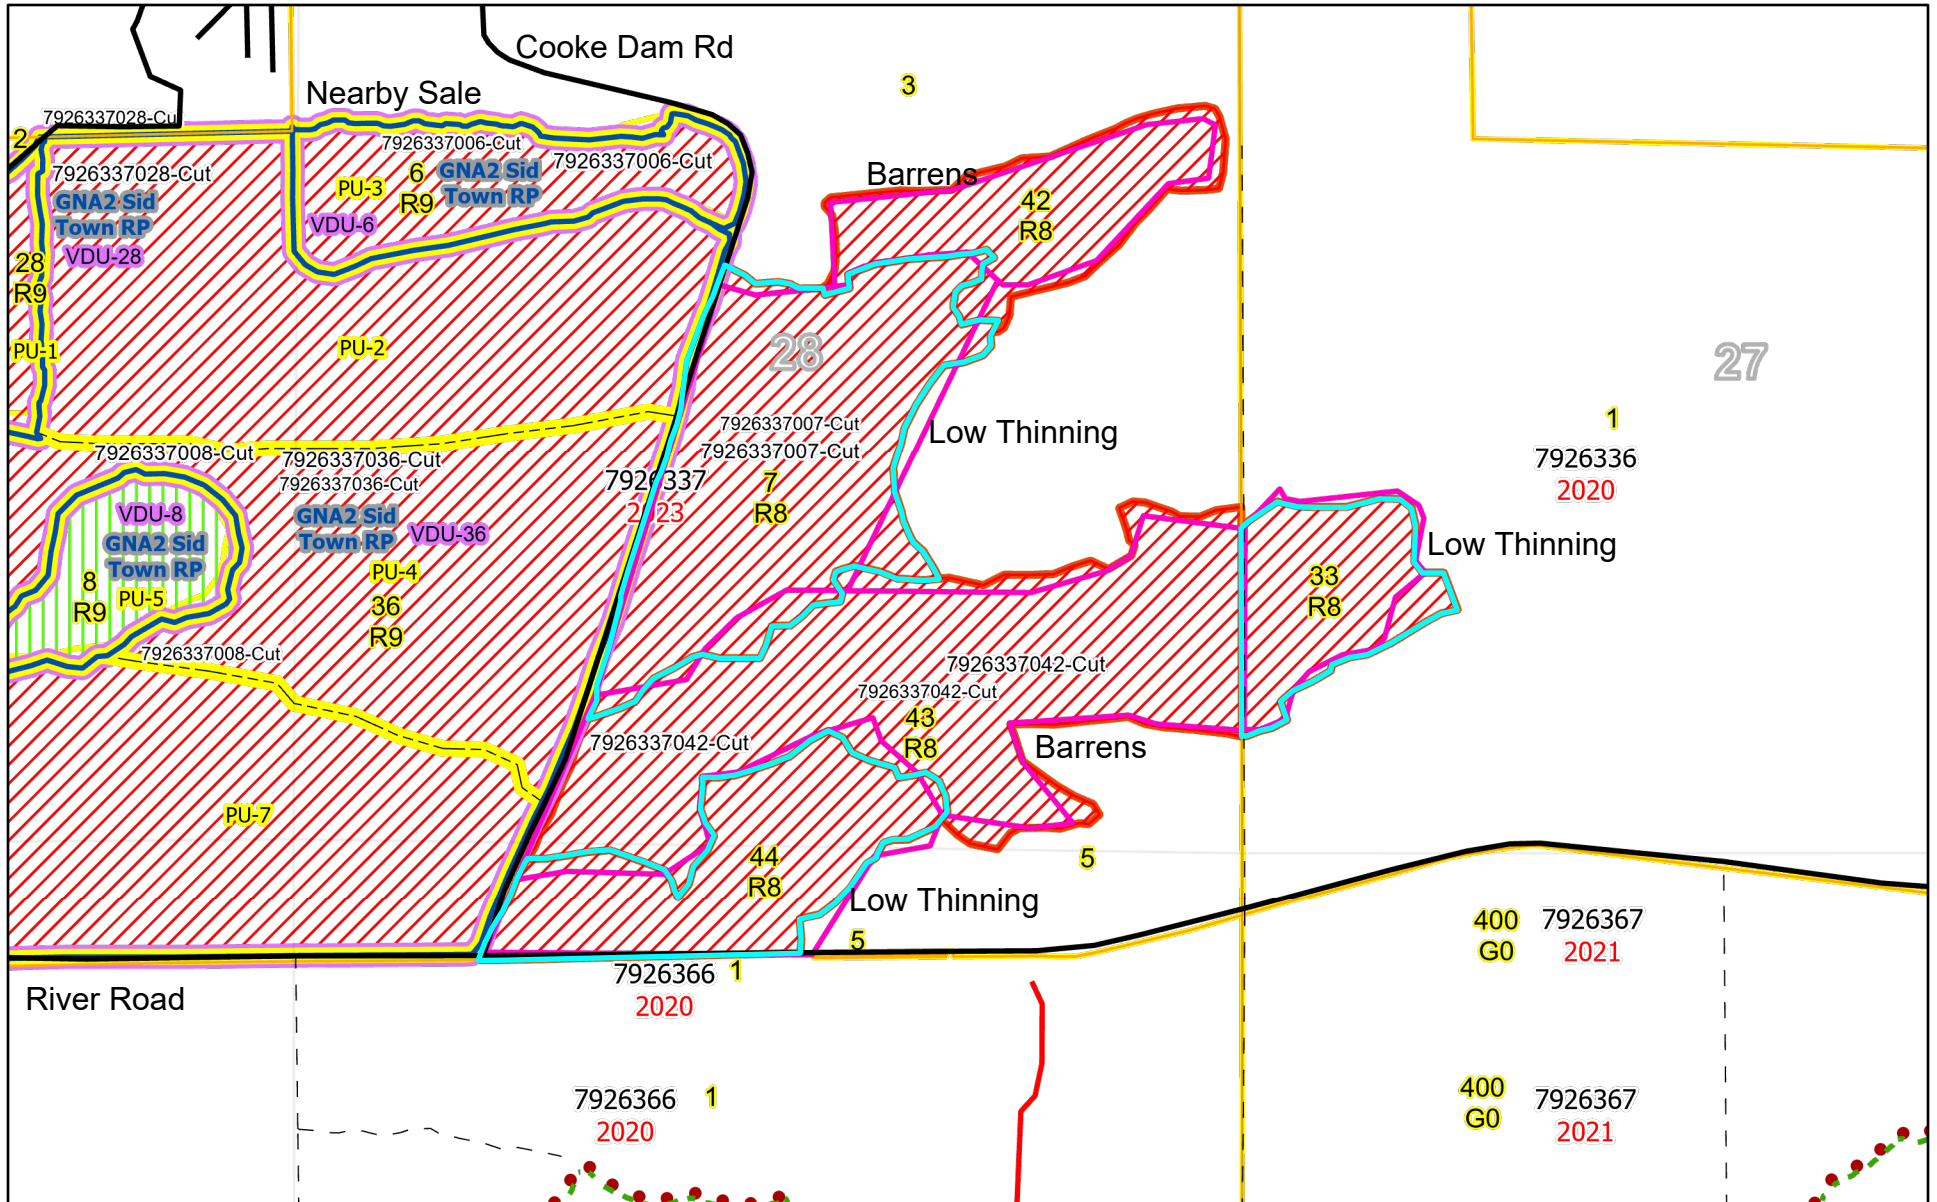 Cooke Dam Rd
3
Nearby Sale
7926337028-Cu
2
7926337006-Cut
7926337006-Cut
7926337028-Cut
6
R9
PU-3
GNA2 Sid
Town RP
GNA2 Sid
Town RP
VDU-6
VDU-28
Barrens
42
R8
28
R9
PU-1
PU-2
28
27
1
7926337007-Cut
7926337007-Cut
Low Thinning
7926337008-Cut
7926337036-Cut
7926337036-Cut
7926336
2020
7926337
2 23
7
R8
VDU-8
GNA2 Sid
Town RP
GNA2 Sid
Town RP
VDU-36
Low Thinning
8
R9
PU-5
PU-4
36
R9
33
R8
7926337008-Cut
7926337042-Cut
7926337042-Cut
43
R8
7926337042-Cut
Barrens
PU-7
44
R8
5
Low Thinning
5
400
G0
7926367
2021
7926366
1
2020
River Road
7926366
1
2020
400
G0
7926367
2021